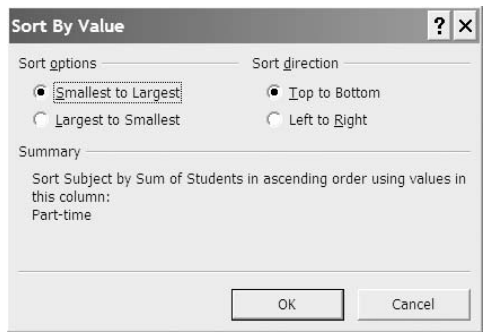 Sort By Value
Sort options
Sort direction
Smallest to Largest
Top to Bottom
Largest to Smallest
Left to Right
Summary
Sort Subject by Sum of Students in ascending order using values in
this column:
Part-time
OK
Cancel